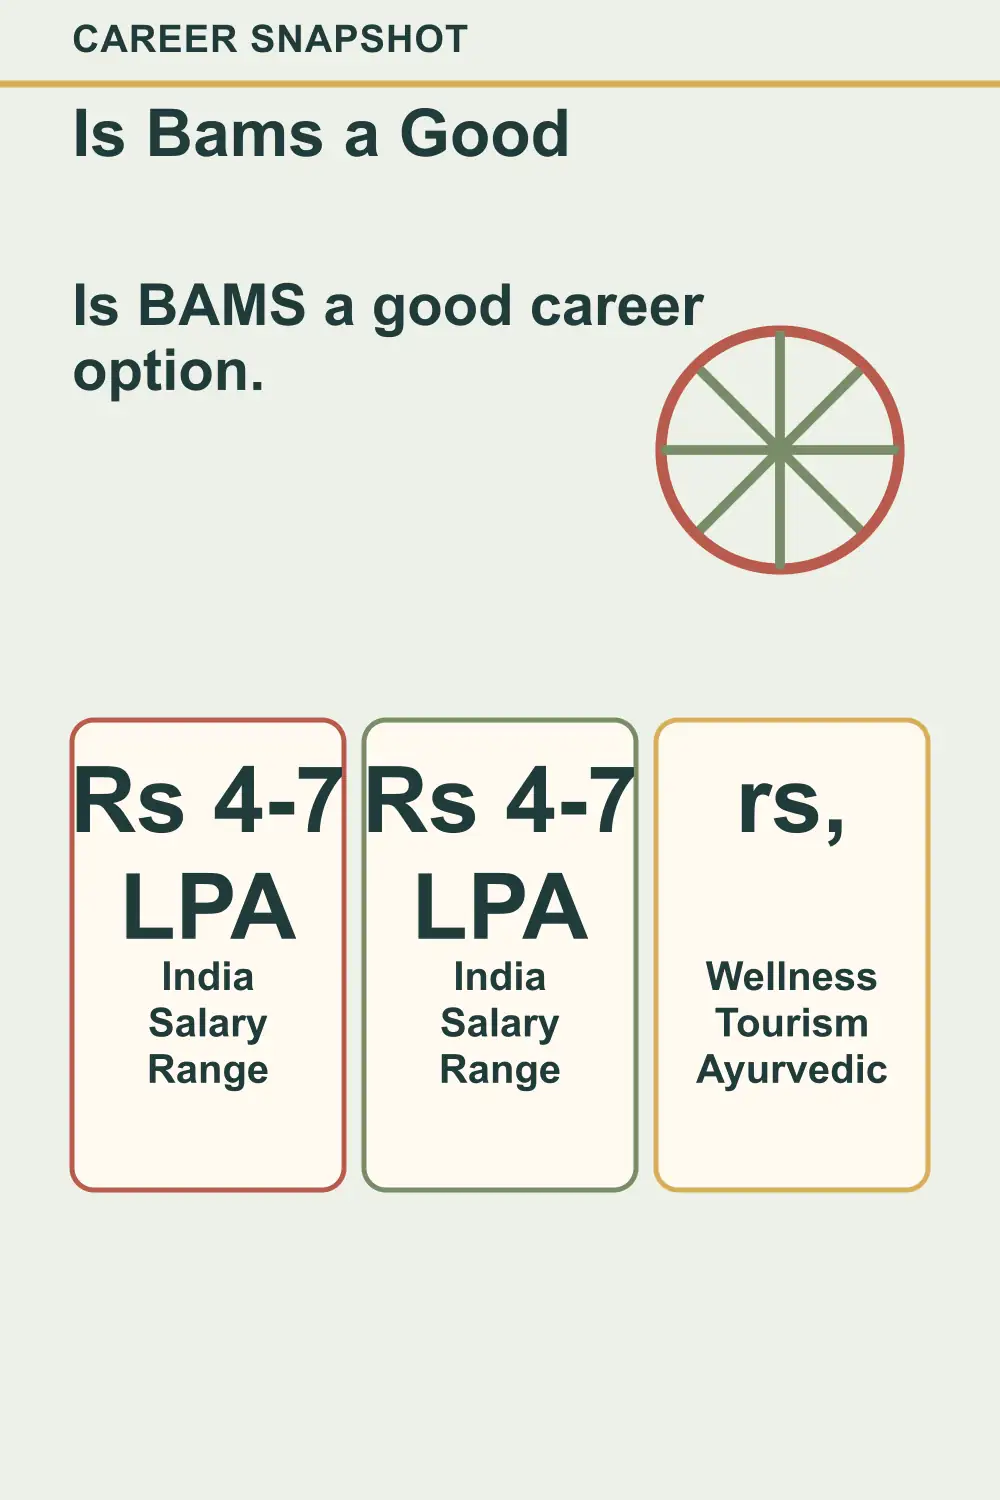 CAREER SNAPSHOT
Is Bams a Good
Is BAMS a good career
option.
Rs 4-7
LPA
India
Salary
Range
Rs 4-7
LPA
India
Salary
Range
rs,
Wellness
Tourism
Ayurvedic